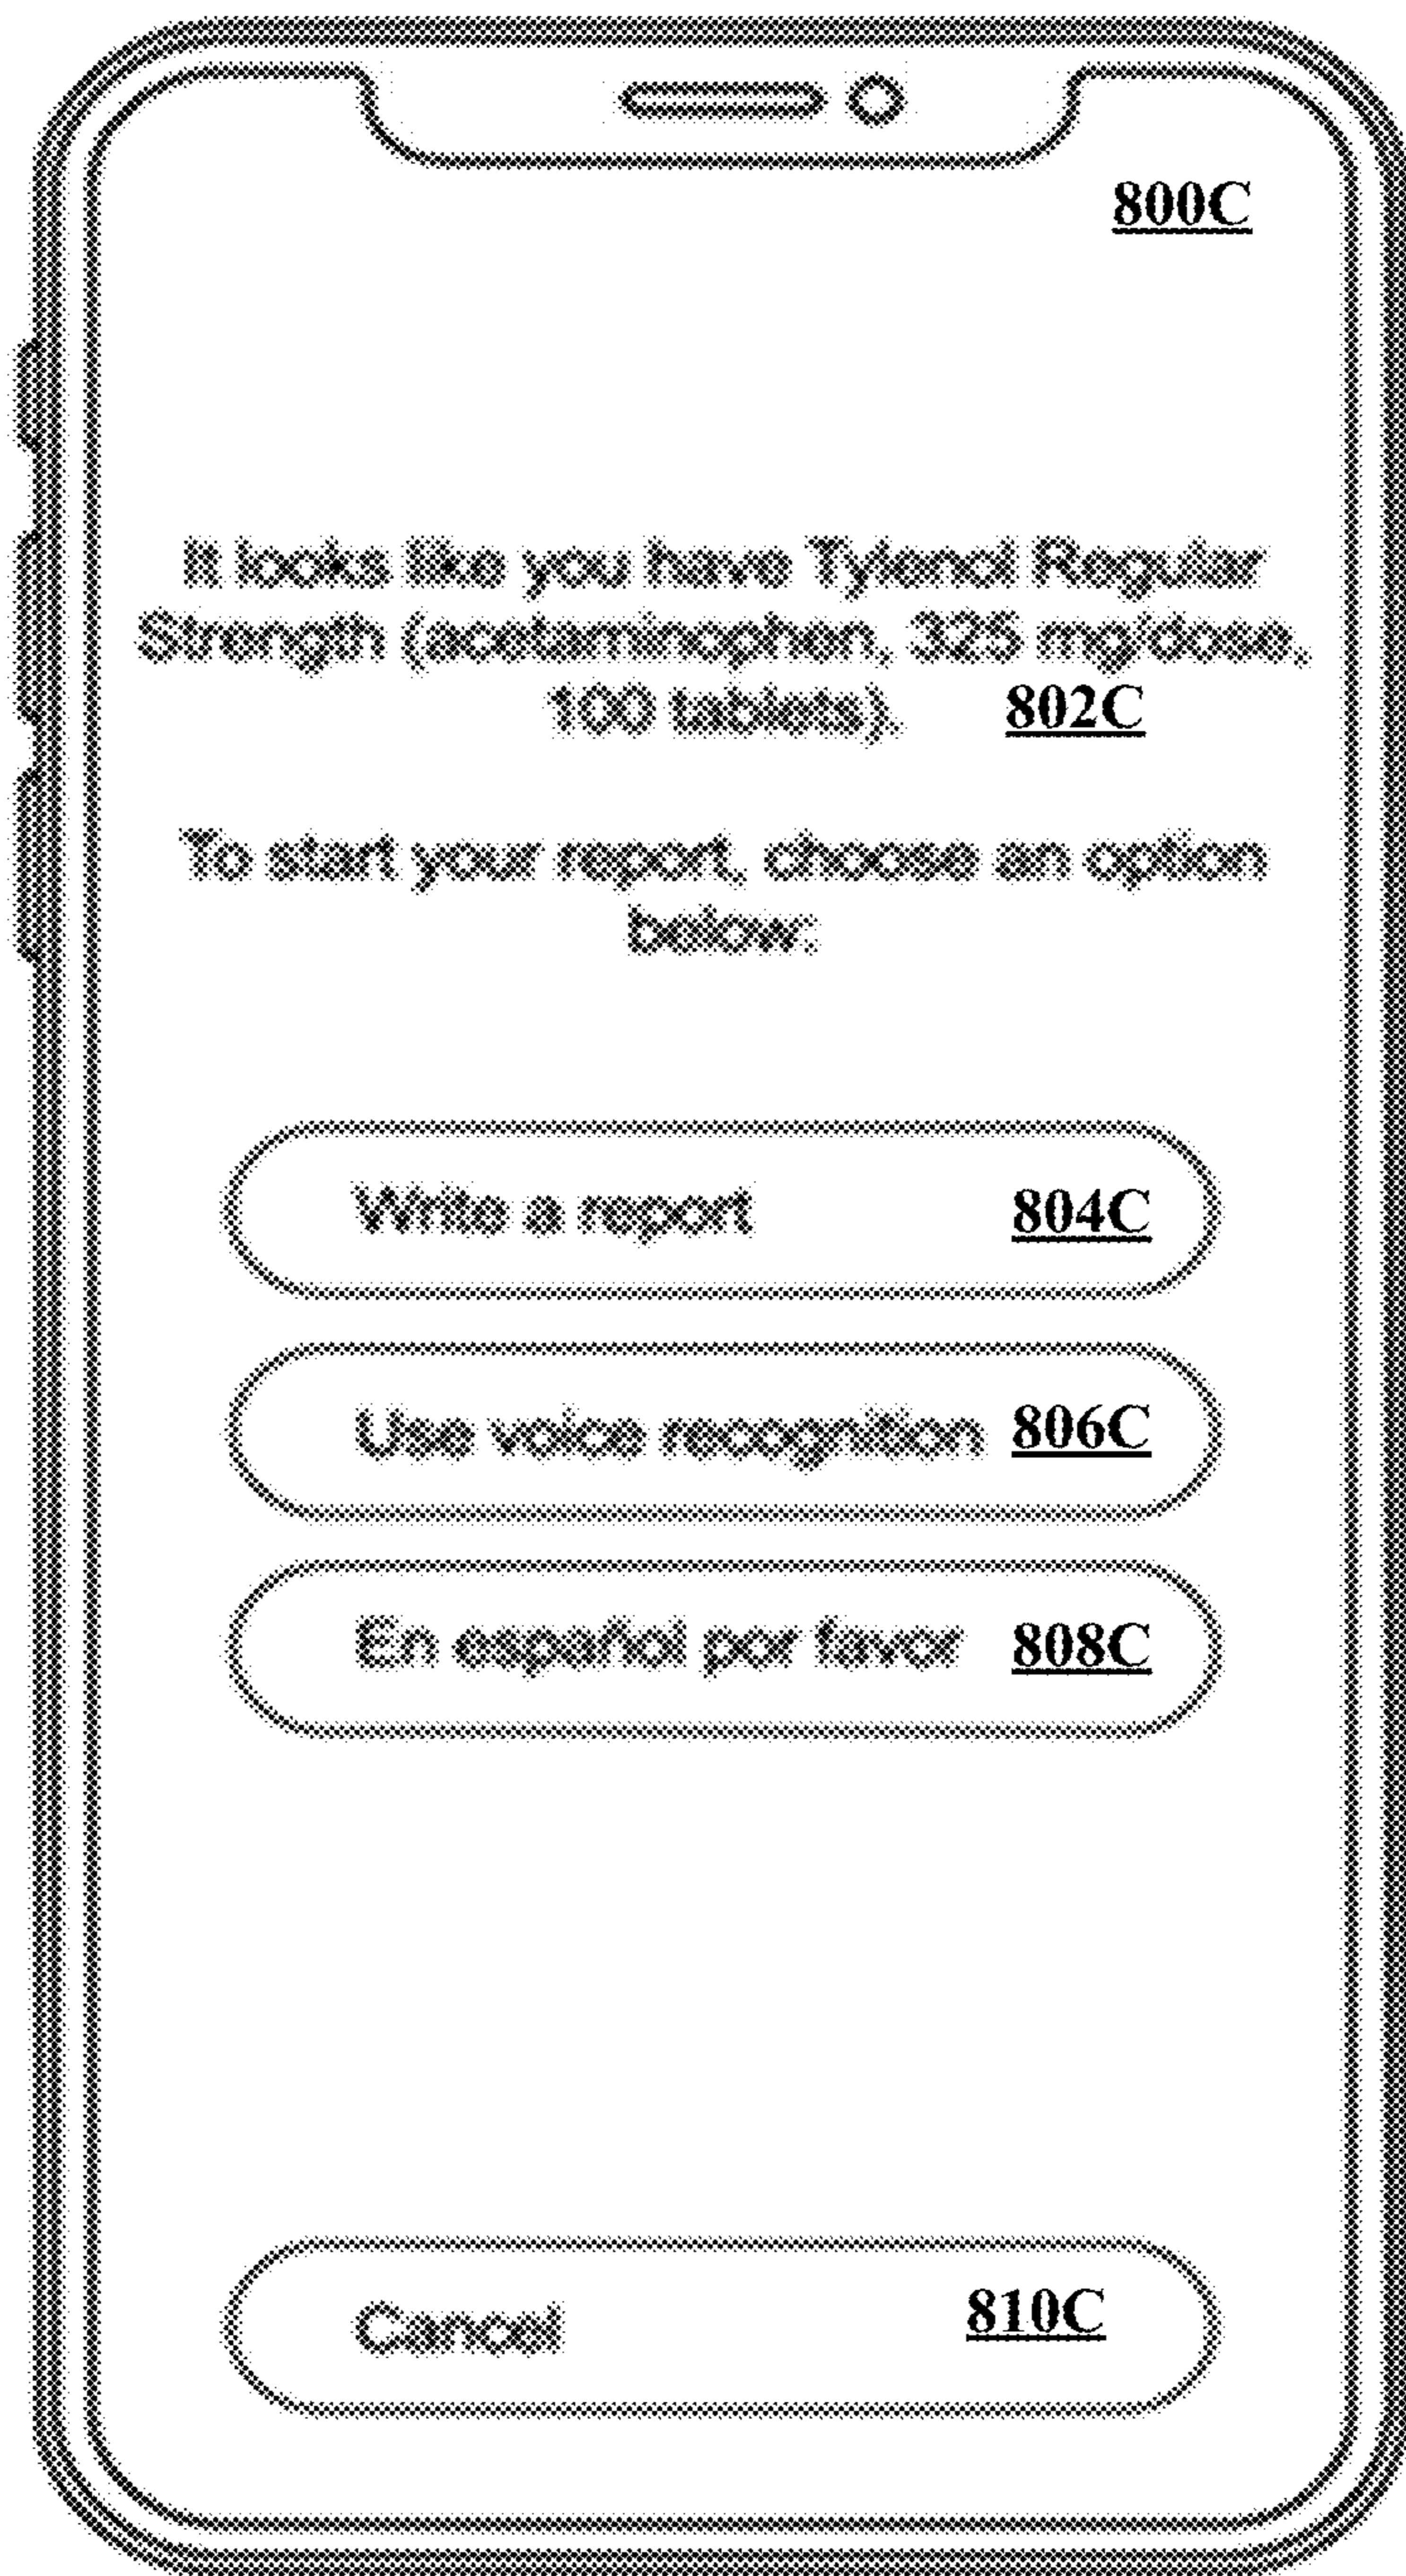 800C
It looks like you have Tylenol Regular
Strength (acetaminophen, 325 mg/dose,
100 tablets). 802C
To start your report, choose an option
below:
Write a report 804C
Use voice recognition 806C
En español por favor 808C
Cancel 810C